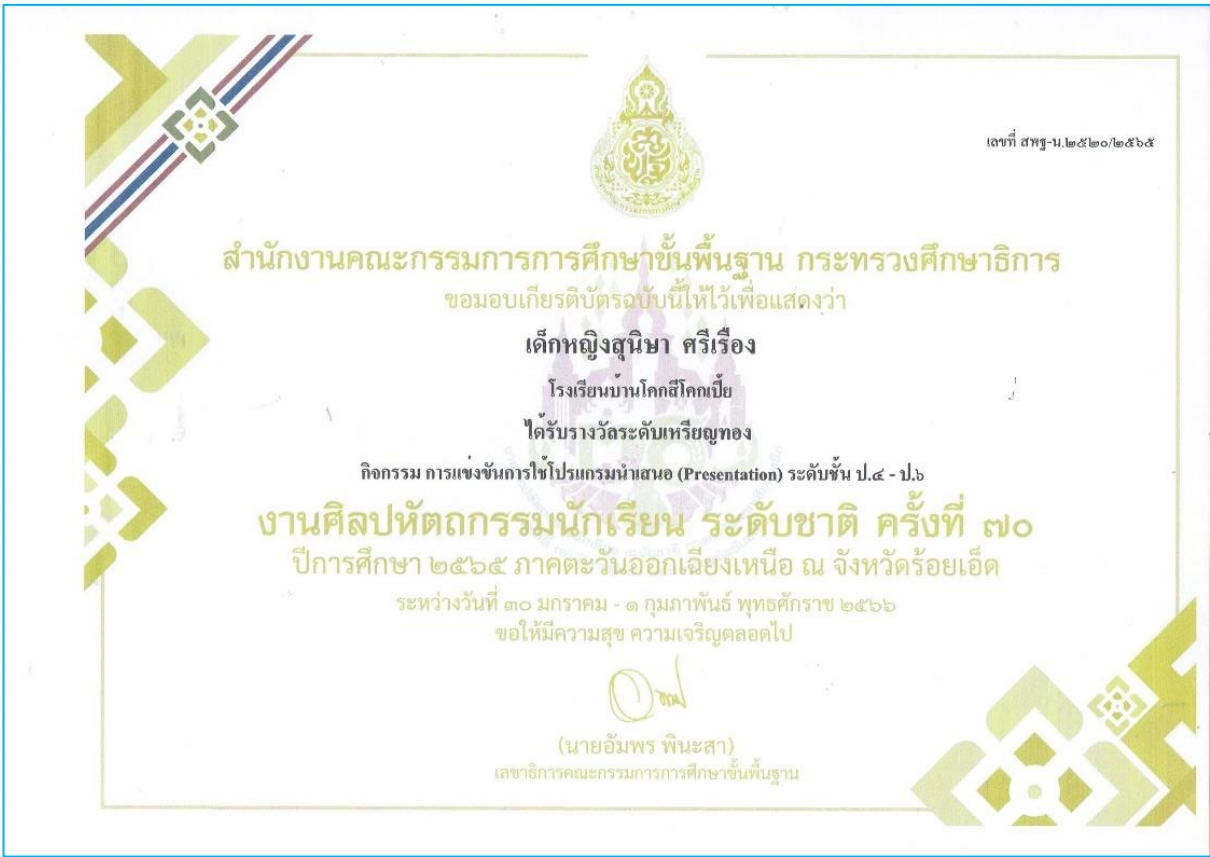 เลขที่ สพฐ-น.๒๕๒๐/๒๕๖๕
สำนักงานคณะกรรมการการศึกษาขั้นพื้นฐาน กระทรวงศึกษาธิการ
ขอมอบเกียรติบัตรฉบับนี้ให้ไว้เพื่อแสดงว่า
เด็กหญิงสุนิษา ศรีเรือง
โรงเรียนบ้านโคกสีโคกเปี้ย
ได้รับรางวัลระดับเหรียญทอง
กิจกรรม การแข่งขันการใช้โปรแกรมนำเสนอ (Presentation) ระดับชั้น ป.๔ - ป.๖
งานศิลปหัตถกรรมนักเรียน ระดับชาติ ครั้งที่ ๗๐
ปีการศึกษา ๒๕๖๕ ภาคตะวันออกเฉียงเหนือ ณ จังหวัดร้อยเอ็ด
ระหว่างวันที่ ๓๐ มกราคม - ๑ กุมภาพันธ์ พุทธศักราช ๒๕๖๖
ขอให้มีความสุข ความเจริญตลอดไป
(นายอัมพร พินะสา)
เลขาธิการคณะกรรมการการศึกษาขั้นพื้นฐาน